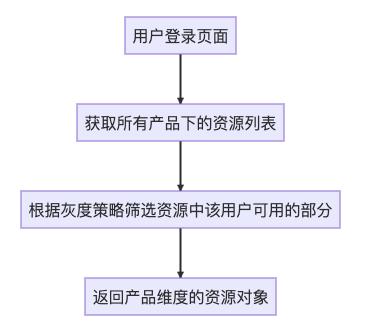 用户登录页面
获取所有产品下的资源列表
根据灰度策略筛选资源中该用户可用的部分
返回产品维度的资源对象